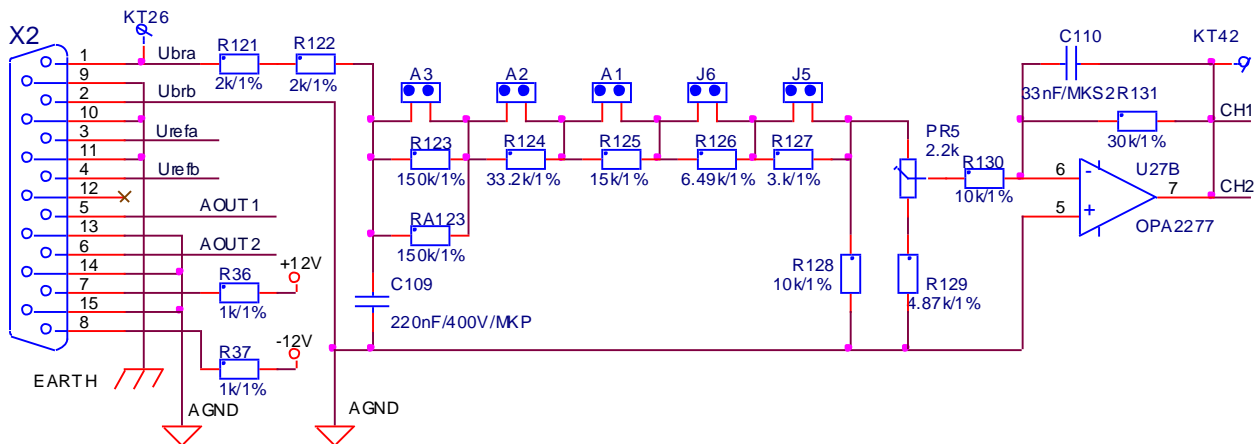 X2
KT26
1
9
2
10
3
11
4
12
5
13
6
14
7
15
8
Ubra
Ubrb
Urefa
Urefb
AOUT1
AOUT2
R121
2k/1%
R122
2k/1%
+12V
R36
1k/1%
-12V
R37
1k/1%
EARTH
AGND
AGND
A3
A2
A1
J6
J5
R123
150k/1%
R124
33.2k/1%
R125
15k/1%
R126
6.49k/1%
R127
3.k/1%
RA123
150k/1%
C109
220nF/400V/MKP
R128
10k/1%
R129
4.87k/1%
PR5
2.2k
R130
10k/1%
C110
33nF/MKS2
R131
30k/1%
KT42
CH1
CH2
U27B
6
5
7
-
+
OPA2277